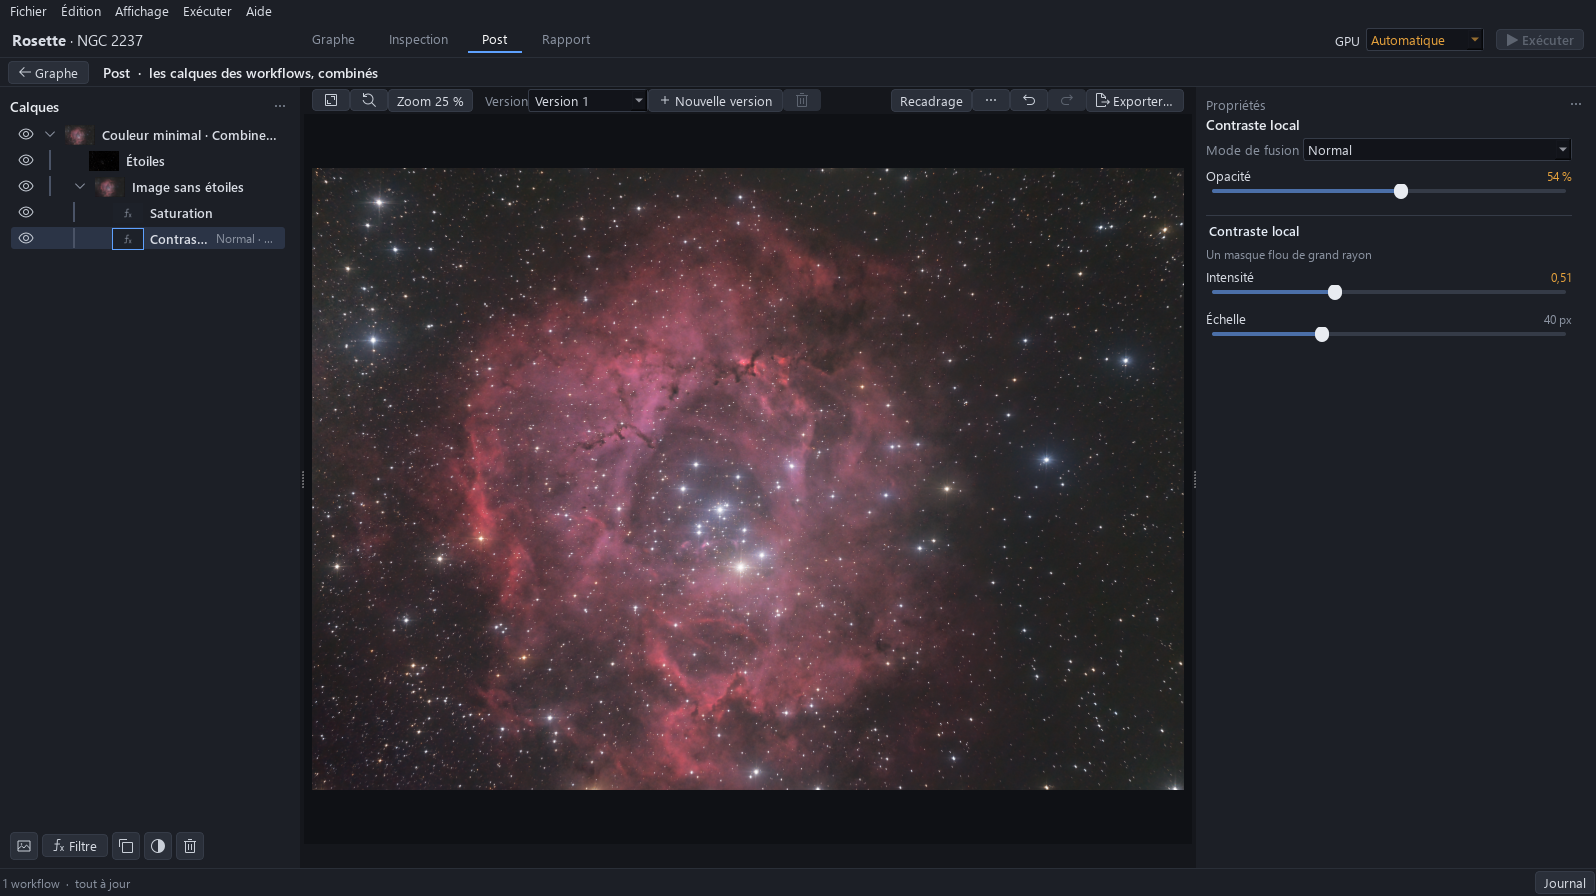 Fichier Édition Affichage Exécuter Aide
Rosette · NGC 2237
Graphe Inspection Post Rapport
GPU Automatique Exécuter
Graphe Post · les calques des workflows, combinés
Calques ...
Couleur minimal · Combine...
Étoiles
Image sans étoiles
fx Saturation
fx Contras... Normal · ...
fx Filtre
Zoom 25 % Version Version 1 + Nouvelle version
Recadrage ... Exporter...
Propriétés ...
Contraste local
Mode de fusion Normal
Opacité 54 %
Contraste local
Un masque flou de grand rayon
Intensité 0,51
Échelle 40 px
1 workflow · tout à jour
Journal